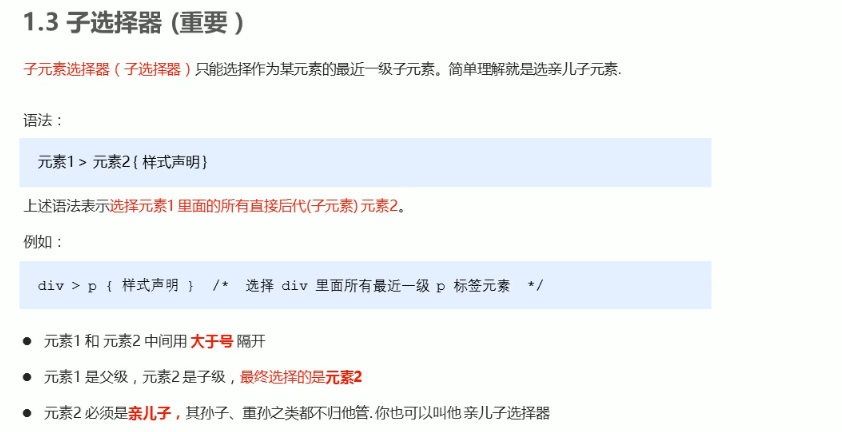 1.3 子选择器 (重要)
子元素选择器（子选择器）只能选择作为某元素的最近一级子元素。简单理解就是选亲儿子元素.
语法：
元素1 > 元素2 { 样式声明 }
上述语法表示选择元素1 里面的所有直接后代(子元素) 元素2。
例如：
div > p { 样式声明 } /* 选择 div 里面所有最近一级 p 标签元素 */
● 元素1 和 元素2 中间用 大于号 隔开
● 元素1 是父级，元素2 是子级，最终选择的是元素2
● 元素2 必须是亲儿子，其孙子、重孙之类都不归他管. 你也可以叫他 亲儿子选择器